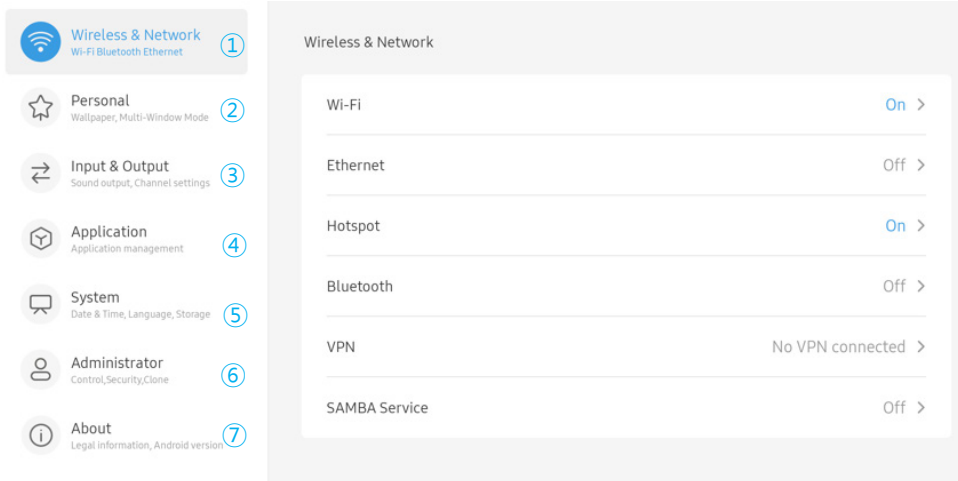 Wireless & Network
Wi-Fi Bluetooth Ethernet
①
Personal
Wallpaper, Multi-Window Mode
②
Input & Output
Sound output, Channel settings
③
Application
Application management
④
System
Date & Time, Language, Storage
⑤
Administrator
Control,Security,Clone
⑥
About
Legal information, Android version
⑦
Wireless & Network
Wi-Fi On >
Ethernet Off >
Hotspot On >
Bluetooth Off >
VPN No VPN connected >
SAMBA Service Off >